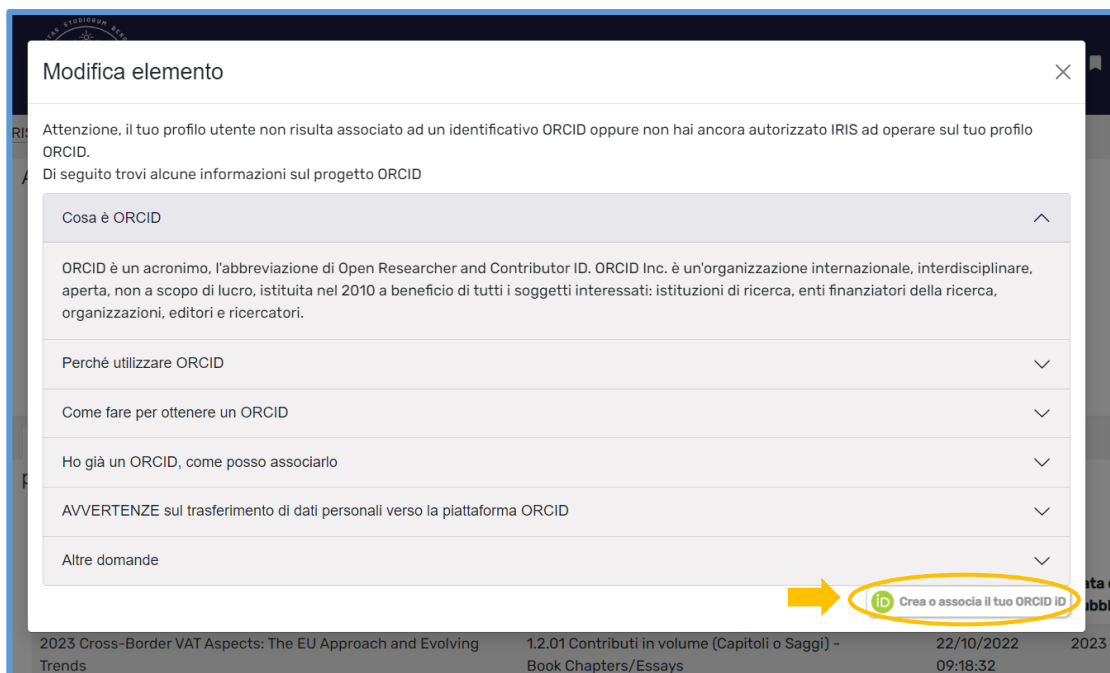 STUDIORUM
Modifica elemento
Attenzione, il tuo profilo utente non risulta associato ad un identificativo ORCID oppure non hai ancora autorizzato IRIS ad operare sul tuo profilo
ORCID.
Di seguito trovi alcune informazioni sul progetto ORCID
Cosa è ORCID
ORCID è un acronimo, l'abbreviazione di Open Researcher and Contributor ID. ORCID Inc. è un'organizzazione internazionale, interdisciplinare,
aperta, non a scopo di lucro, istituita nel 2010 a beneficio di tutti i soggetti interessati: istituzioni di ricerca, enti finanziatori della ricerca,
organizzazioni, editori e ricercatori.
Perché utilizzare ORCID
Come fare per ottenere un ORCID
Ho già un ORCID, come posso associarlo
AVVERTENZE sul trasferimento di dati personali verso la piattaforma ORCID
Altre domande
iD Crea o associa il tuo ORCID iD
2023 Cross-Border VAT Aspects: The EU Approach and Evolving
Trends
1.2.01 Contributi in volume (Capitoli o Saggi) -
Book Chapters/Essays
22/10/2022
09:18:32
2023